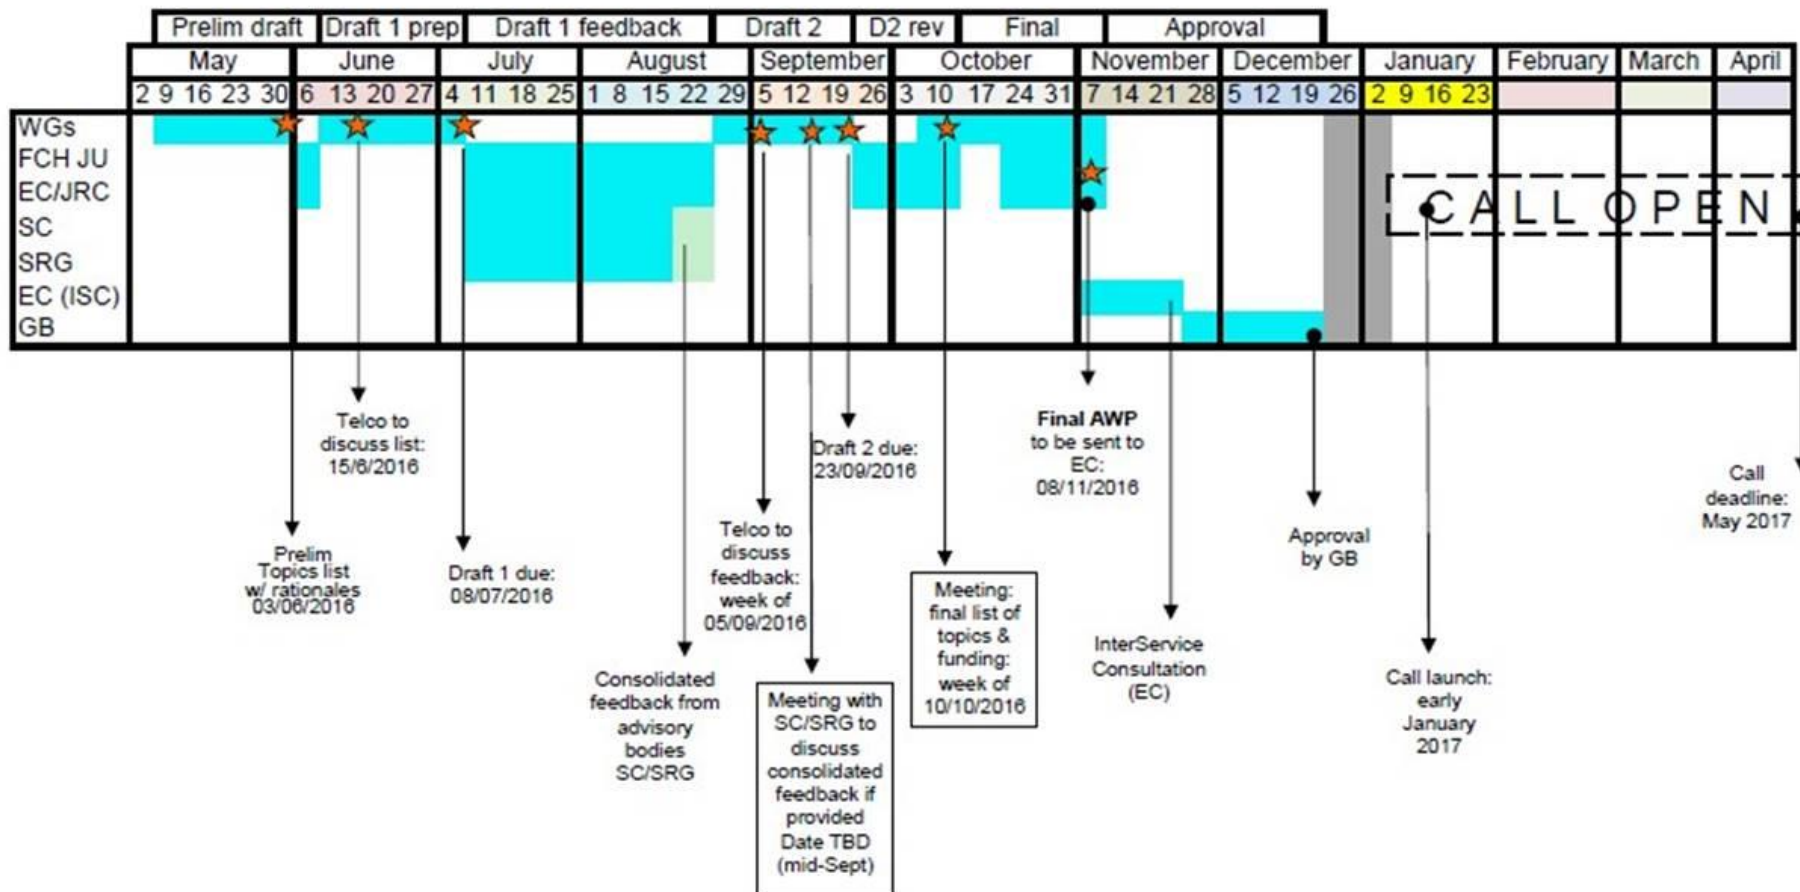 Prelim draft Draft 1 prep Draft 1 feedback Draft 2 D2 rev Final Approval
May June July August September October November December January February March April
2 9 16 23 30 6 13 20 27 4 11 18 25 1 8 15 22 29 5 12 19 26 3 10 17 24 31 7 14 21 28 5 12 19 26 2 9 16 23
WGs
FCH JU
EC/JRC
SC
SRG
EC (ISC)
GB
CALL OPEN
Prelim
Topics list
w/ rationales
03/06/2016
Telco to
discuss list:
15/6/2016
Draft 1 due:
08/07/2016
Consolidated
feedback from
advisory
bodies
SC/SRG
Telco to
discuss
feedback:
week of
05/09/2016
Meeting with
SC/SRG to
discuss
consolidated
feedback if
provided
Date TBD
(mid-Sept)
Draft 2 due:
23/09/2016
Meeting:
final list of
topics &
funding:
week of
10/10/2016
Final AWP
to be sent to
EC:
08/11/2016
InterService
Consultation
(EC)
Approval
by GB
Call launch:
early
January
2017
Call
deadline:
May 2017